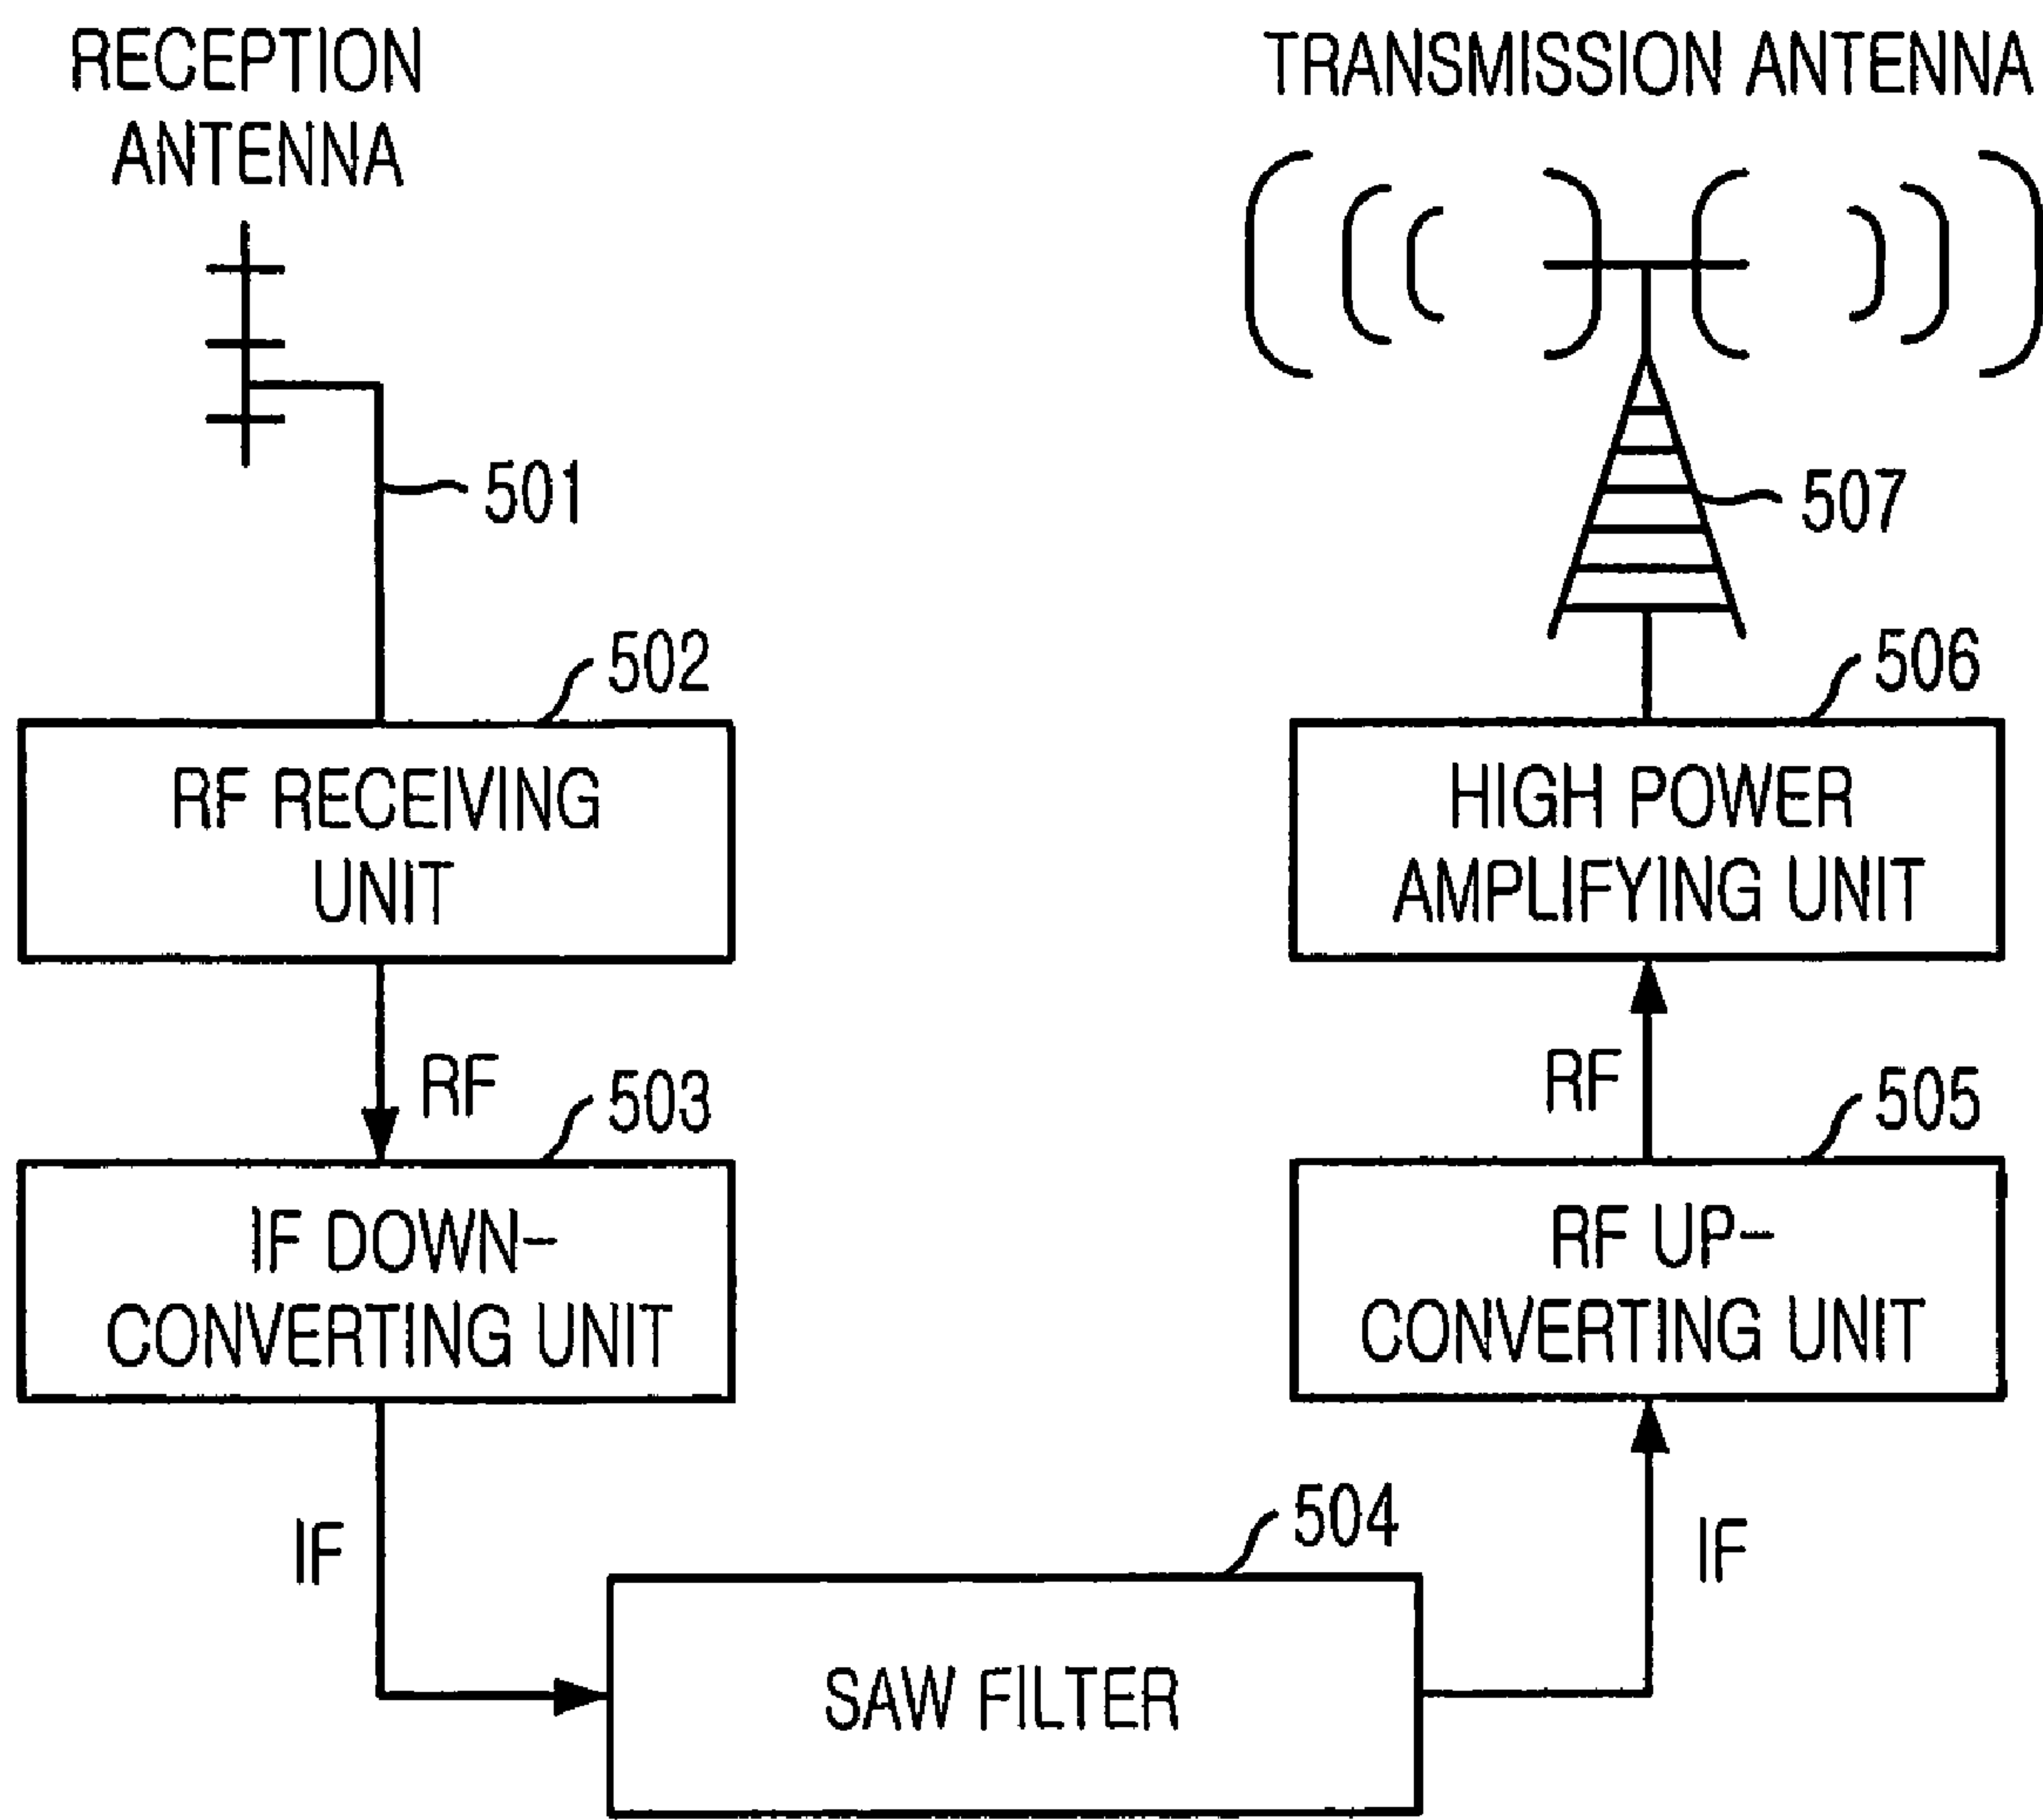 RECEPTION
ANTENNA
501
502
RF RECEIVING
UNIT
RF
503
IF DOWN-
CONVERTING UNIT
IF
504
SAW FILTER
IF
505
RF UP-
CONVERTING UNIT
RF
506
HIGH POWER
AMPLIFYING UNIT
507
TRANSMISSION ANTENNA